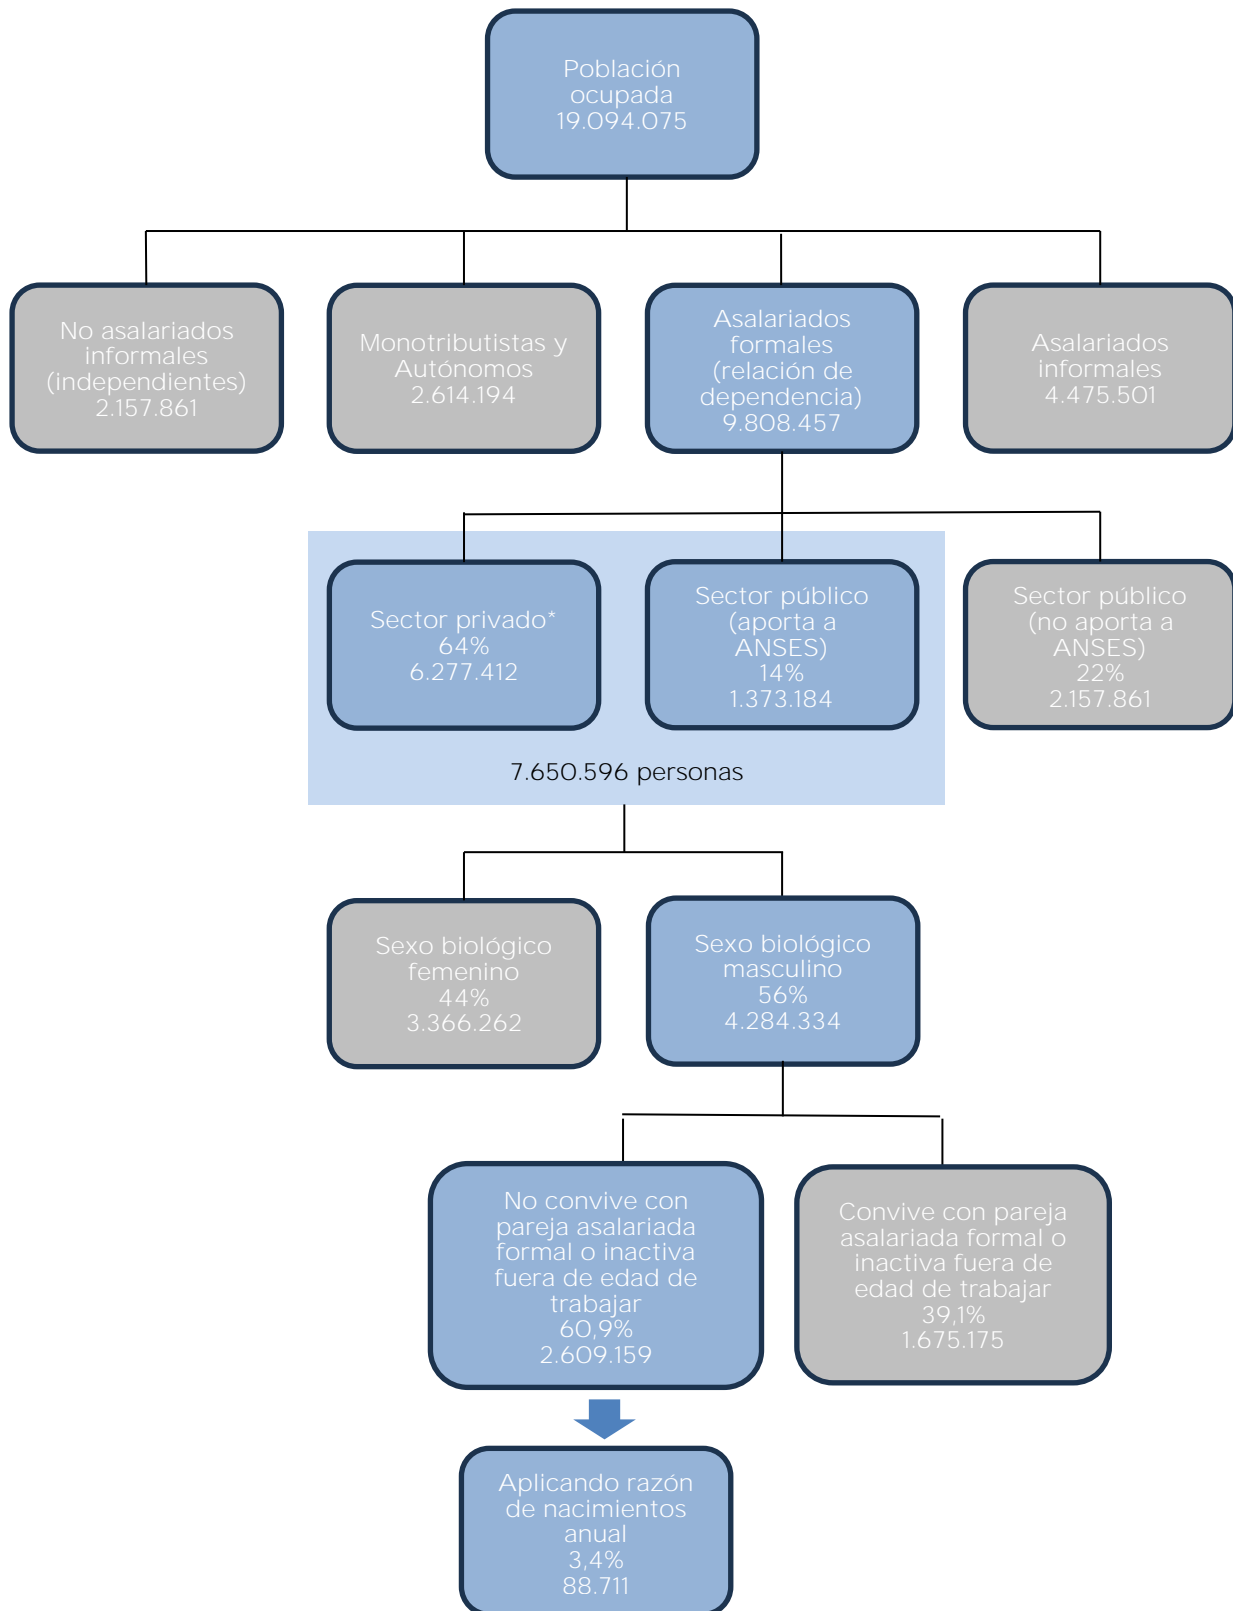 Población
ocupada
19.094.075
No asalariados
informales
(independientes)
2.157.861
Monotributistas y
Autónomos
2.614.194
Asalariados
formales
(relación de
dependencia)
9.808.457
Asalariados
informales
4.475.501
Sector privado*
64%
6.277.412
Sector público
(aporta a
ANSES)
14%
1.373.184
Sector público
(no aporta a
ANSES)
22%
2.157.861
7.650.596 personas
Sexo biológico
femenino
44%
3.366.262
Sexo biológico
masculino
56%
4.284.334
No convive con
pareja asalariada
formal o inactiva
fuera de edad de
trabajar
60,9%
2.609.159
Convive con pareja
asalariada formal o
inactiva fuera de
edad de trabajar
39,1%
1.675.175
Aplicando razón
de nacimientos
anual
3,4%
88.711